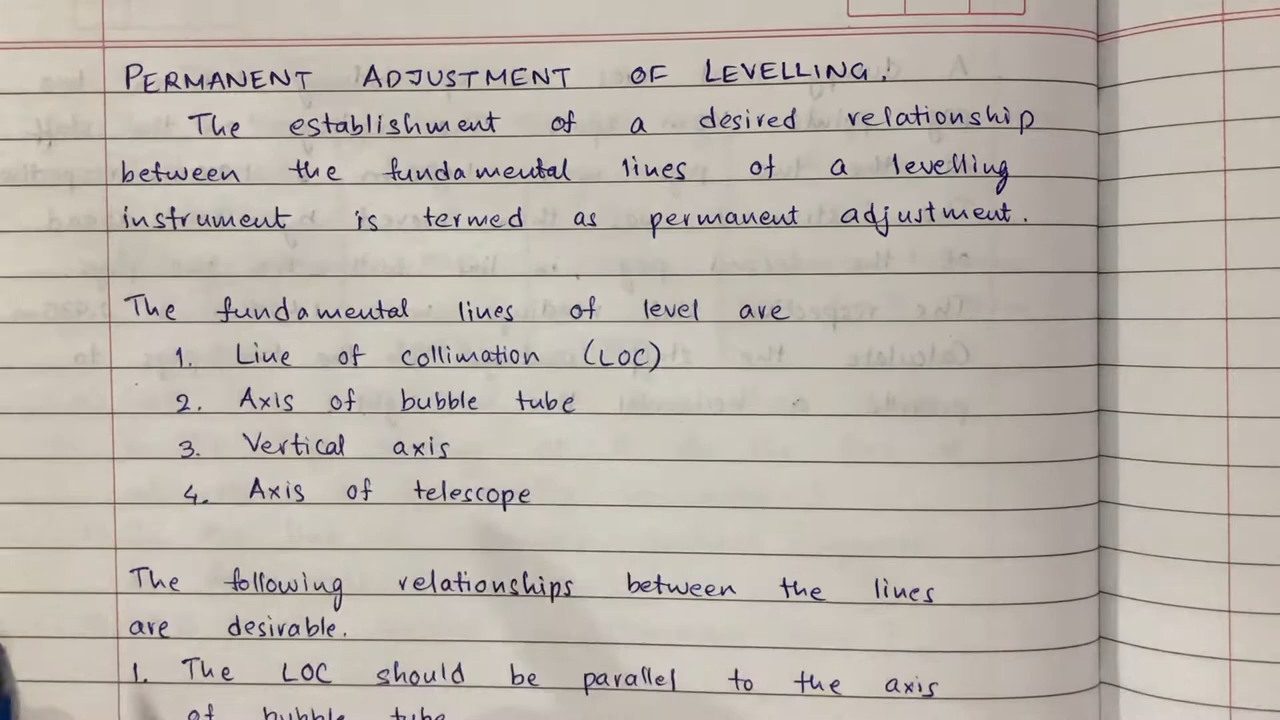 PERMANENT ADJUSTMENT OF LEVELLING:
The establishment of a desired relationship
between the fundamental lines of a levelling
instrument is termed as permanent adjustment.
The fundamental lines of level are
1. Line of collimation (LOC)
2. Axis of bubble tube
3. Vertical axis
4. Axis of telescope
The following relationships between the lines
are desirable.
1. The LOC should be parallel to the axis
of bubble tube